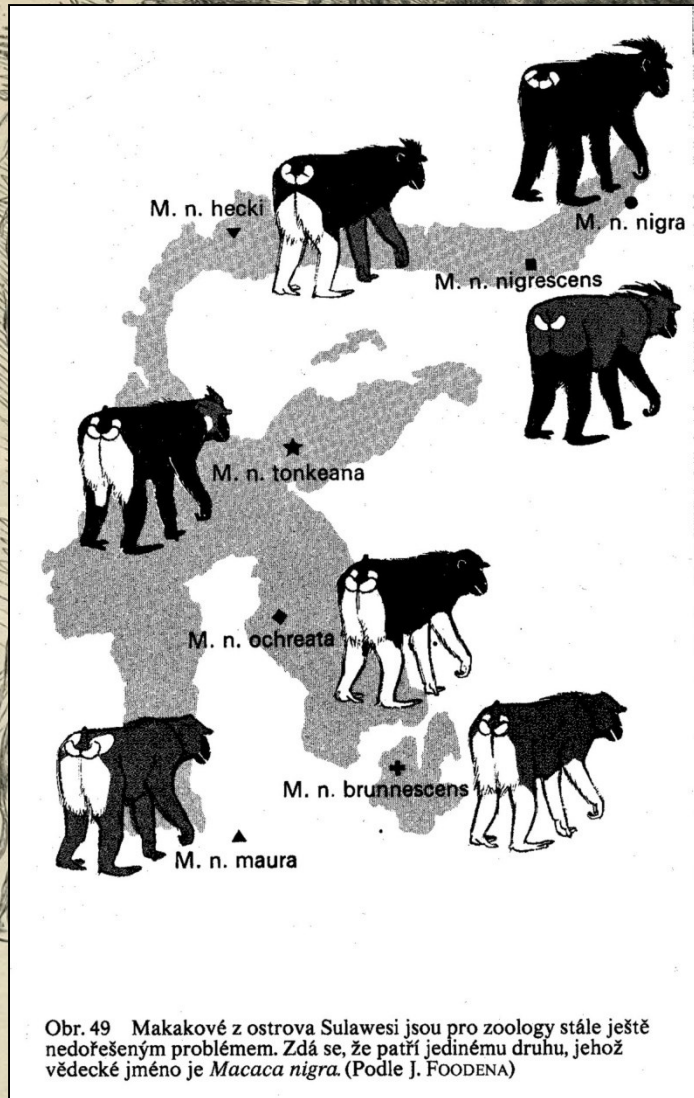 M. n. hecki
M. n. nigra
M. n. nigrescens
M. n. tonkeana
M. n. ochreata
M. n. brunnescens
M. n. maura
Obr. 49 Makakové z ostrova Sulawesi jsou pro zoology stále ještě
nedořešeným problémem. Zdá se, že patří jedinému druhu, jehož
vědecké jméno je Macaca nigra. (Podle J. FOODENA)